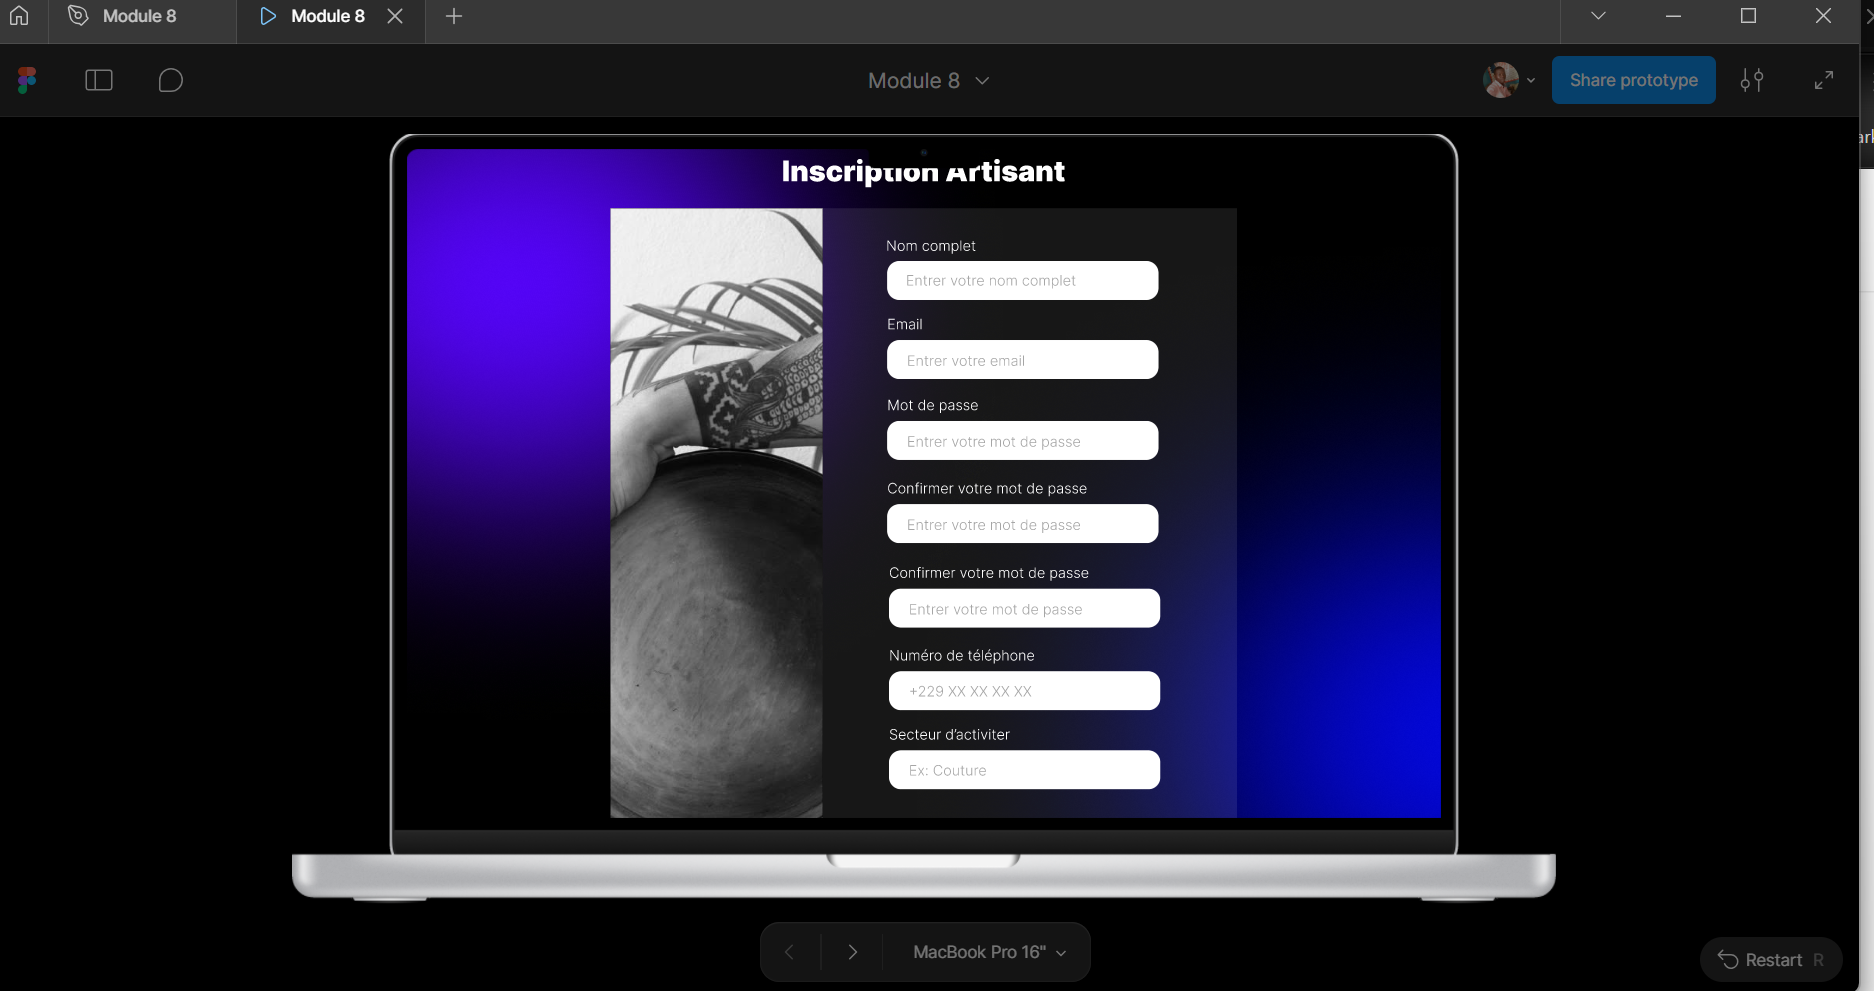 Module 8
Module 8
Module 8
Share prototype
Inscription Artisant
Nom complet
Entrer votre nom complet
Email
Entrer votre email
Mot de passe
Entrer votre mot de passe
Confirmer votre mot de passe
Entrer votre mot de passe
Confirmer votre mot de passe
Entrer votre mot de passe
Numéro de téléphone
+229 XX XX XX XX
Secteur d’activiter
Ex: Couture
MacBook Pro 16"
Restart R